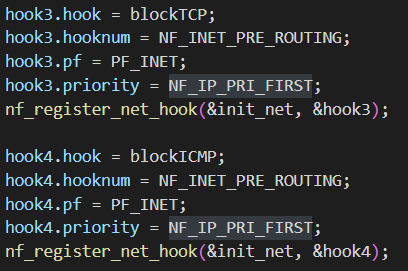 hook3.hook = blockTCP;
hook3.hooknum = NF_INET_PRE_ROUTING;
hook3.pf = PF_INET;
hook3.priority = NF_IP_PRI_FIRST;
nf_register_net_hook(&init_net, &hook3);

hook4.hook = blockICMP;
hook4.hooknum = NF_INET_PRE_ROUTING;
hook4.pf = PF_INET;
hook4.priority = NF_IP_PRI_FIRST;
nf_register_net_hook(&init_net, &hook4);